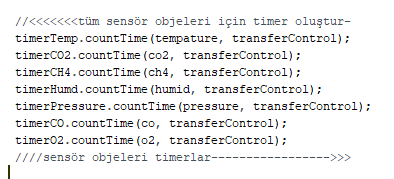 //<<<<<<<tüm sensör objeleri için timer oluştur-
timerTemp.countTime(tempature, transferControl);
timerCO2.countTime(co2, transferControl);
timerCH4.countTime(ch4, transferControl);
timerHumd.countTime(humid, transferControl);
timerPressure.countTime(pressure, transferControl);
timerCO.countTime(co, transferControl);
timerO2.countTime(o2, transferControl);
////sensör objeleri timerlar----------------->>>